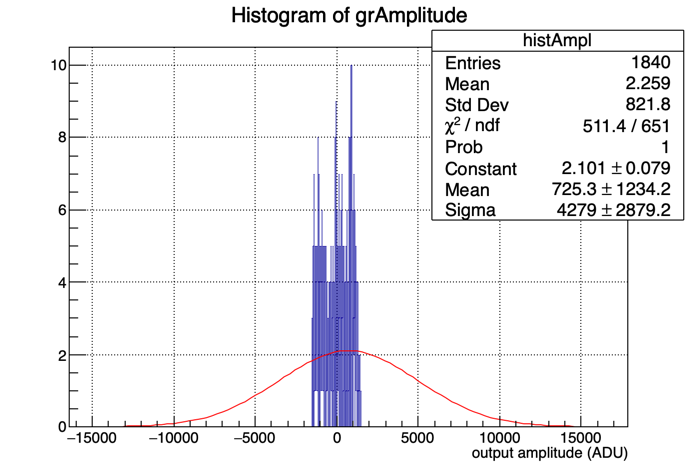 Histogram of grAmplitude
histAmpl
Entries 1840
Mean 2.259
Std Dev 821.8
χ² / ndf 511.4 / 651
Prob 1
Constant 2.101 ± 0.079
Mean 725.3 ± 1234.2
Sigma 4279 ± 2879.2
10
8
6
4
2
0
−15000 −10000 −5000 0 5000 10000 15000
output amplitude (ADU)